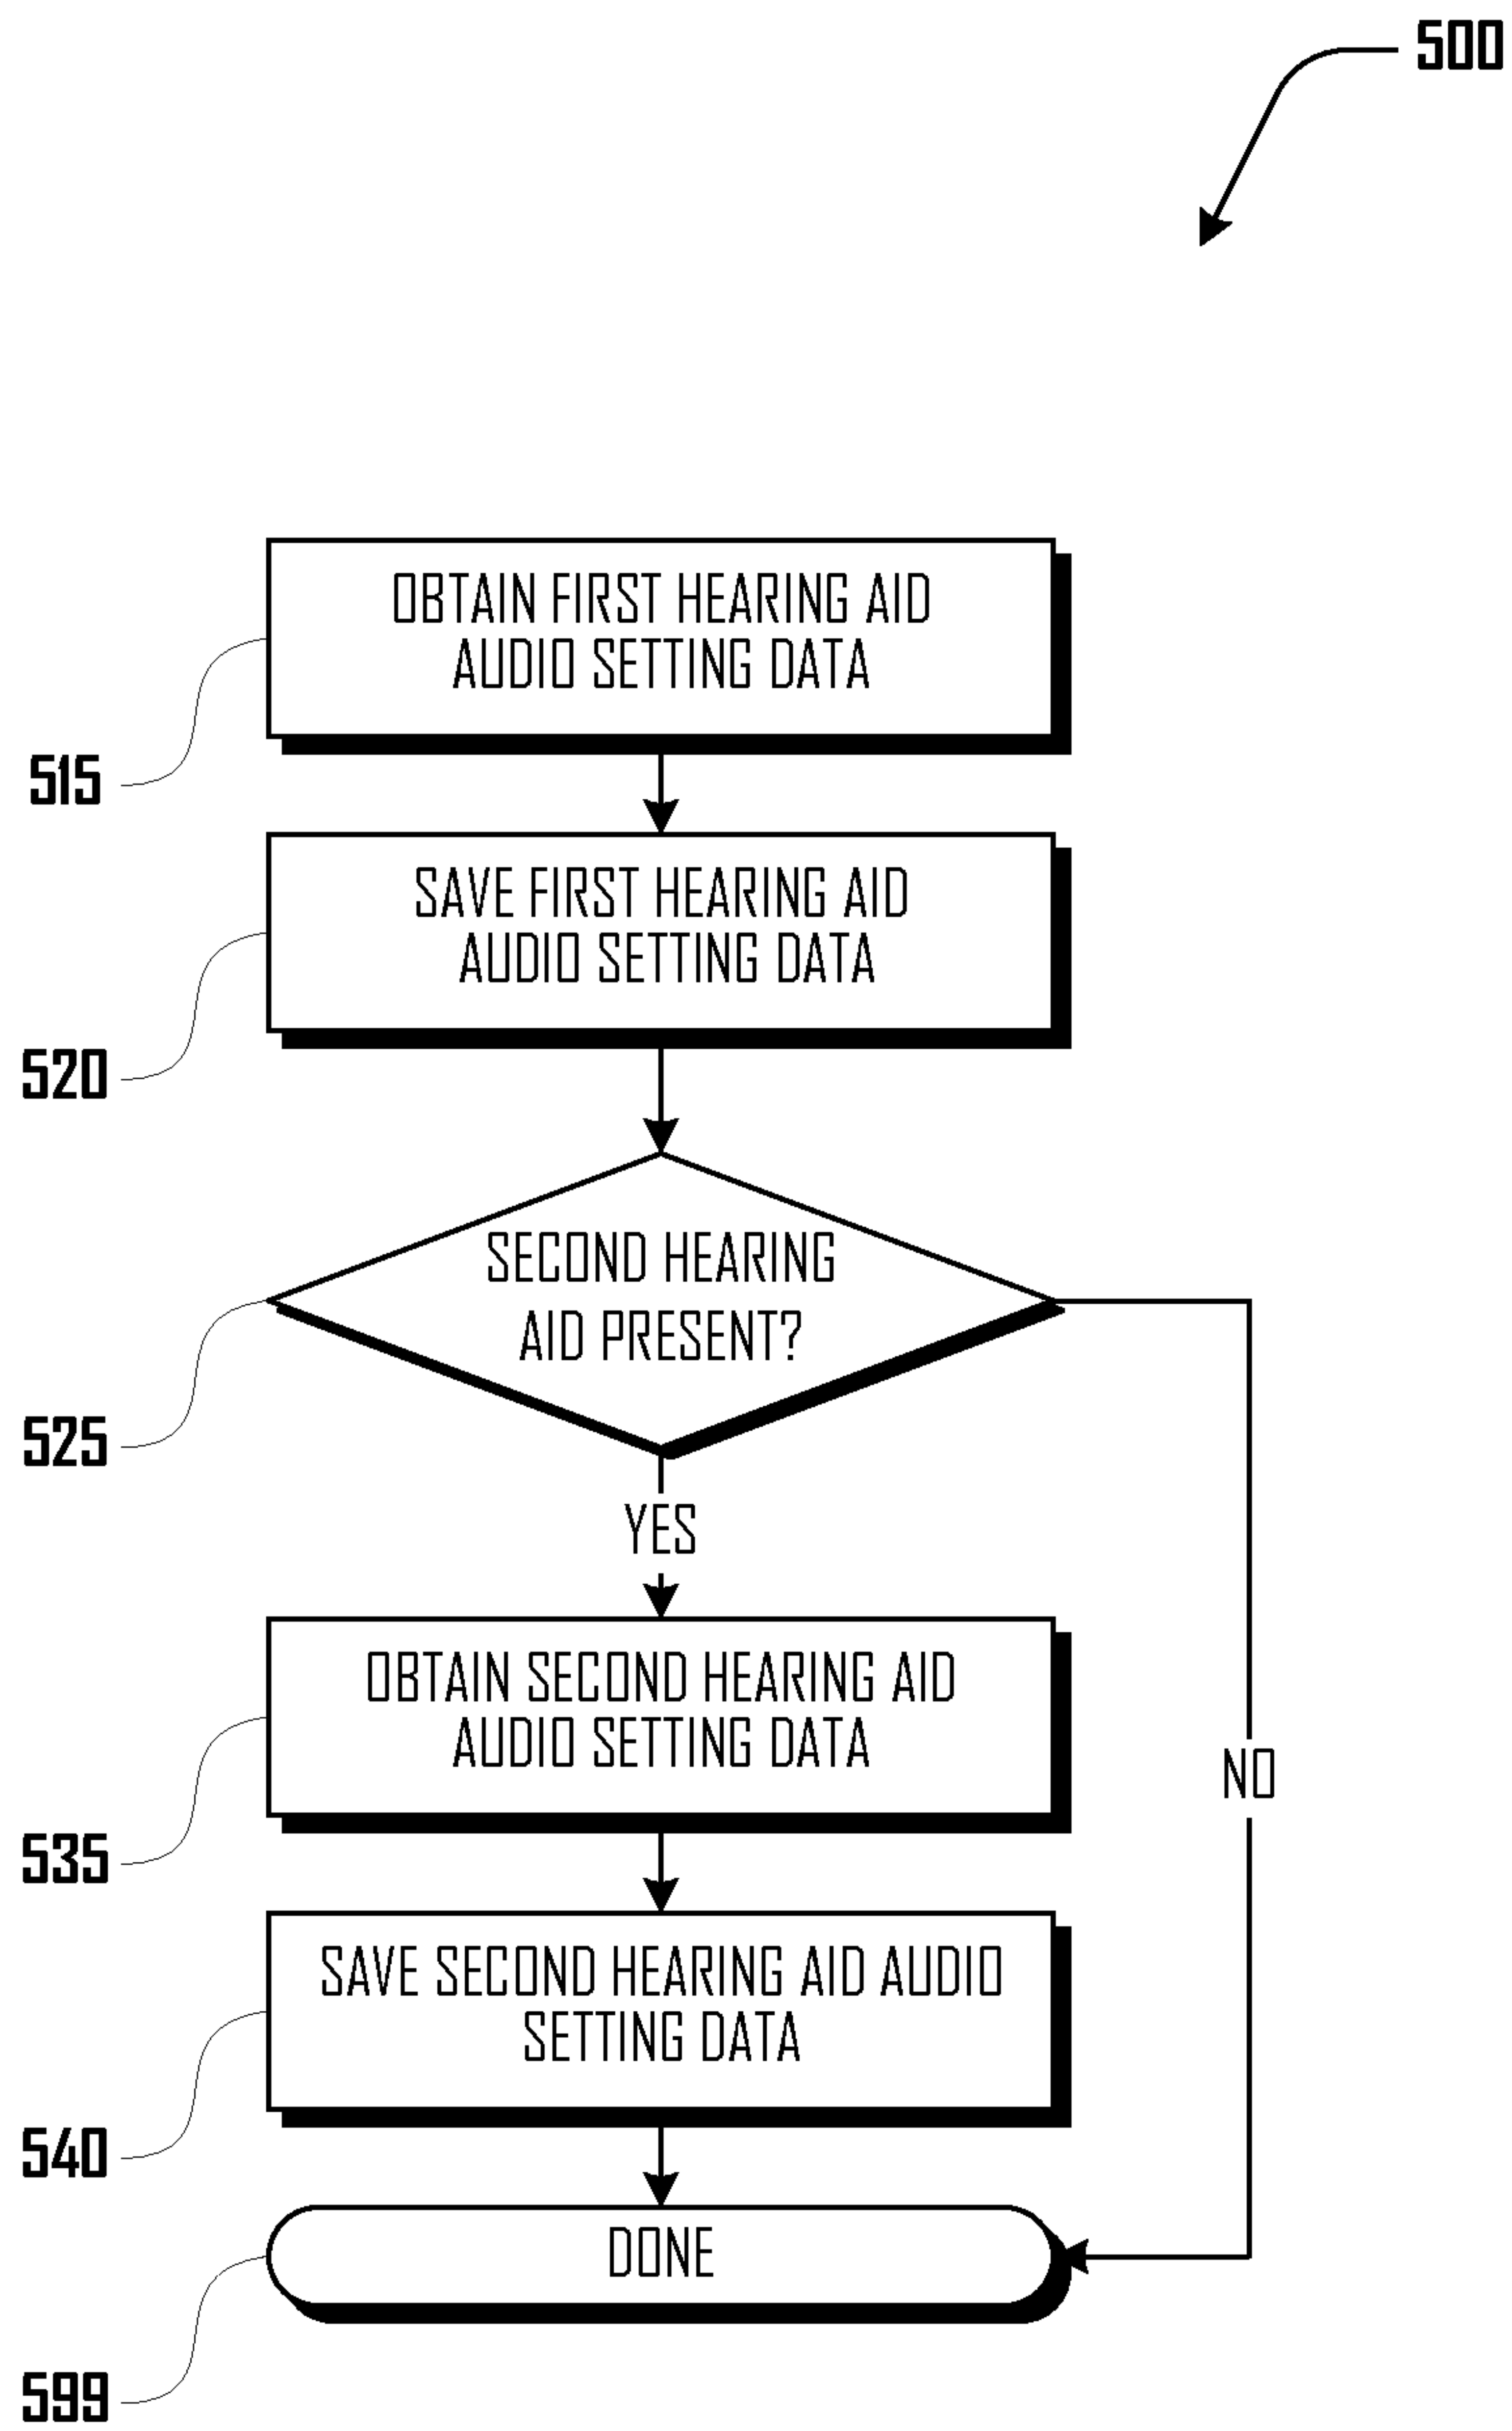 500
OBTAIN FIRST HEARING AID
AUDIO SETTING DATA
515
SAVE FIRST HEARING AID
AUDIO SETTING DATA
520
SECOND HEARING
AID PRESENT?
525
YES
OBTAIN SECOND HEARING AID
AUDIO SETTING DATA
NO
535
SAVE SECOND HEARING AID AUDIO
SETTING DATA
540
DONE
599